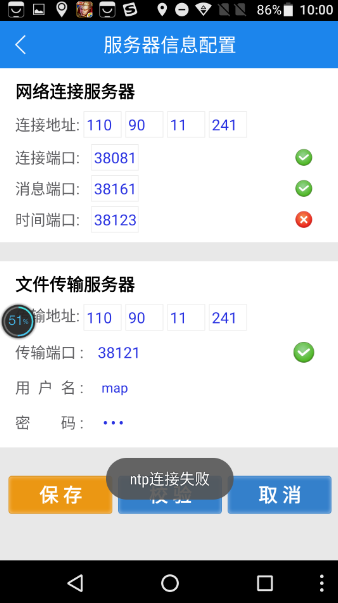 86% 10:00
服务器信息配置
网络连接服务器
连接地址: 110 90 11 241
连接端口: 38081
消息端口: 38161
时间端口: 38123
文件传输服务器
51%
输地址: 110 90 11 241
传输端口: 38121
用 户 名: map
密 码: •••
ntp连接失败
保存 校验 取消